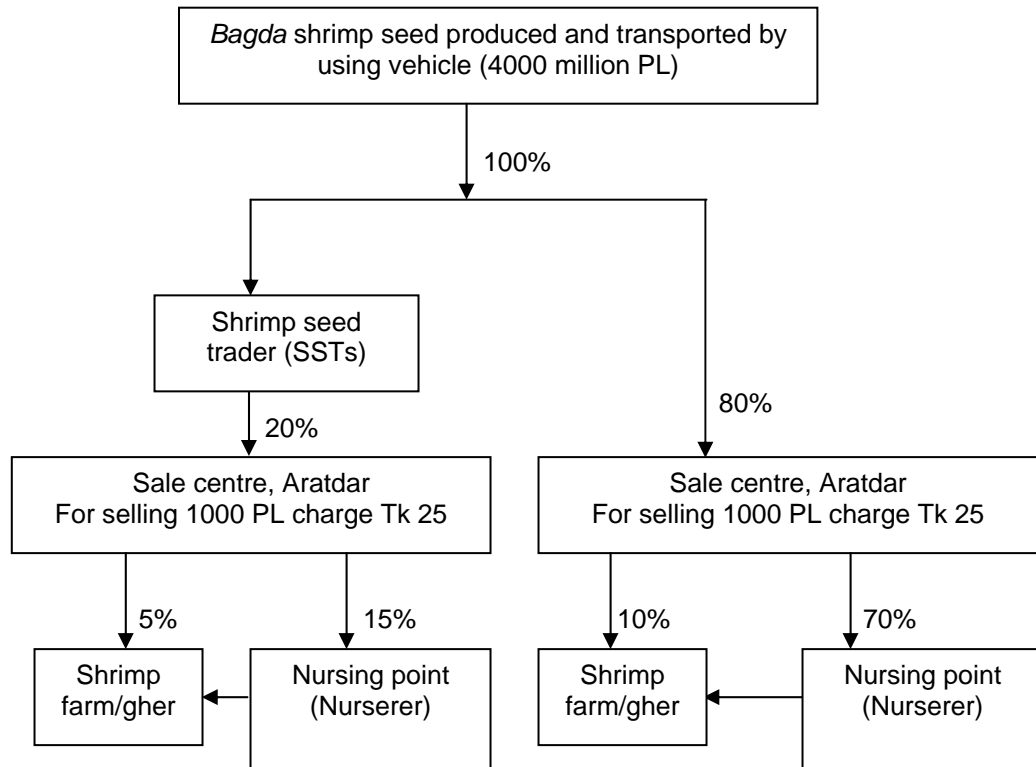 Bagda shrimp seed produced and transported by
using vehicle (4000 million PL)
100%
Shrimp seed
trader (SSTs)
20%
80%
Sale centre, Aratdar
For selling 1000 PL charge Tk 25
Sale centre, Aratdar
For selling 1000 PL charge Tk 25
5%
15%
10%
70%
Shrimp
farm/gher
Nursing point
(Nurserer)
Shrimp
farm/gher
Nursing point
(Nurserer)